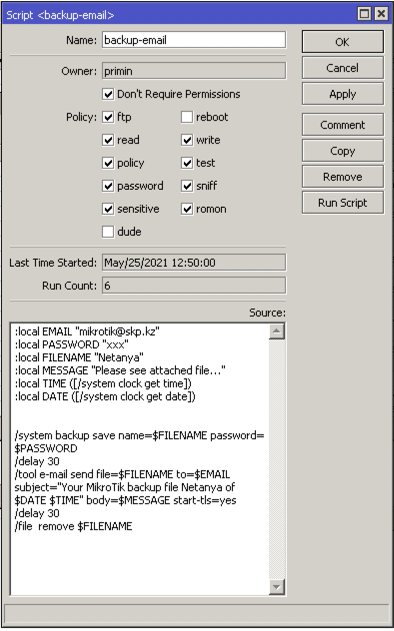 Script <backup-email>
Name: backup-email
OK
Owner: primin
Cancel
Don't Require Permissions
Apply
Policy: ftp reboot
Comment
read write
Copy
policy test
Remove
password sniff
Run Script
sensitive romon
dude
Last Time Started: May/25/2021 12:50:00
Run Count: 6
Source:
:local EMAIL "mikrotik@skp.kz"
:local PASSWORD "xxx"
:local FILENAME "Netanya"
:local MESSAGE "Please see attached file..."
:local TIME ([/system clock get time])
:local DATE ([/system clock get date])
/system backup save name=$FILENAME password=
$PASSWORD
/delay 30
/tool e-mail send file=$FILENAME to=$EMAIL
subject="Your MikroTik backup file Netanya of
$DATE $TIME" body=$MESSAGE start-tls=yes
/delay 30
/file  remove $FILENAME